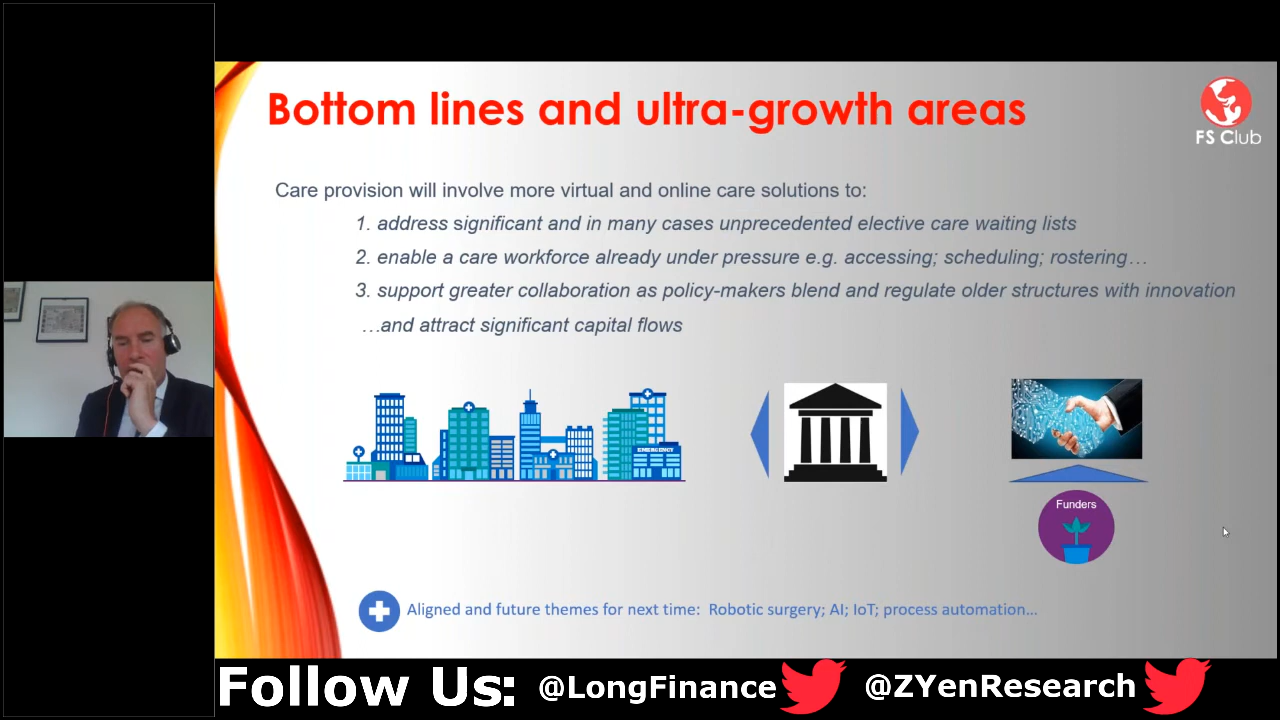 Bottom lines and ultra-growth areas
FS Club
Care provision will involve more virtual and online care solutions to:
1. address significant and in many cases unprecedented elective care waiting lists
2. enable a care workforce already under pressure e.g. accessing; scheduling; rostering…
3. support greater collaboration as policy-makers blend and regulate older structures with innovation
…and attract significant capital flows
EMERGENCY
Funders
Aligned and future themes for next time: Robotic surgery; AI; IoT; process automation…
Follow Us: @LongFinance @ZYenResearch